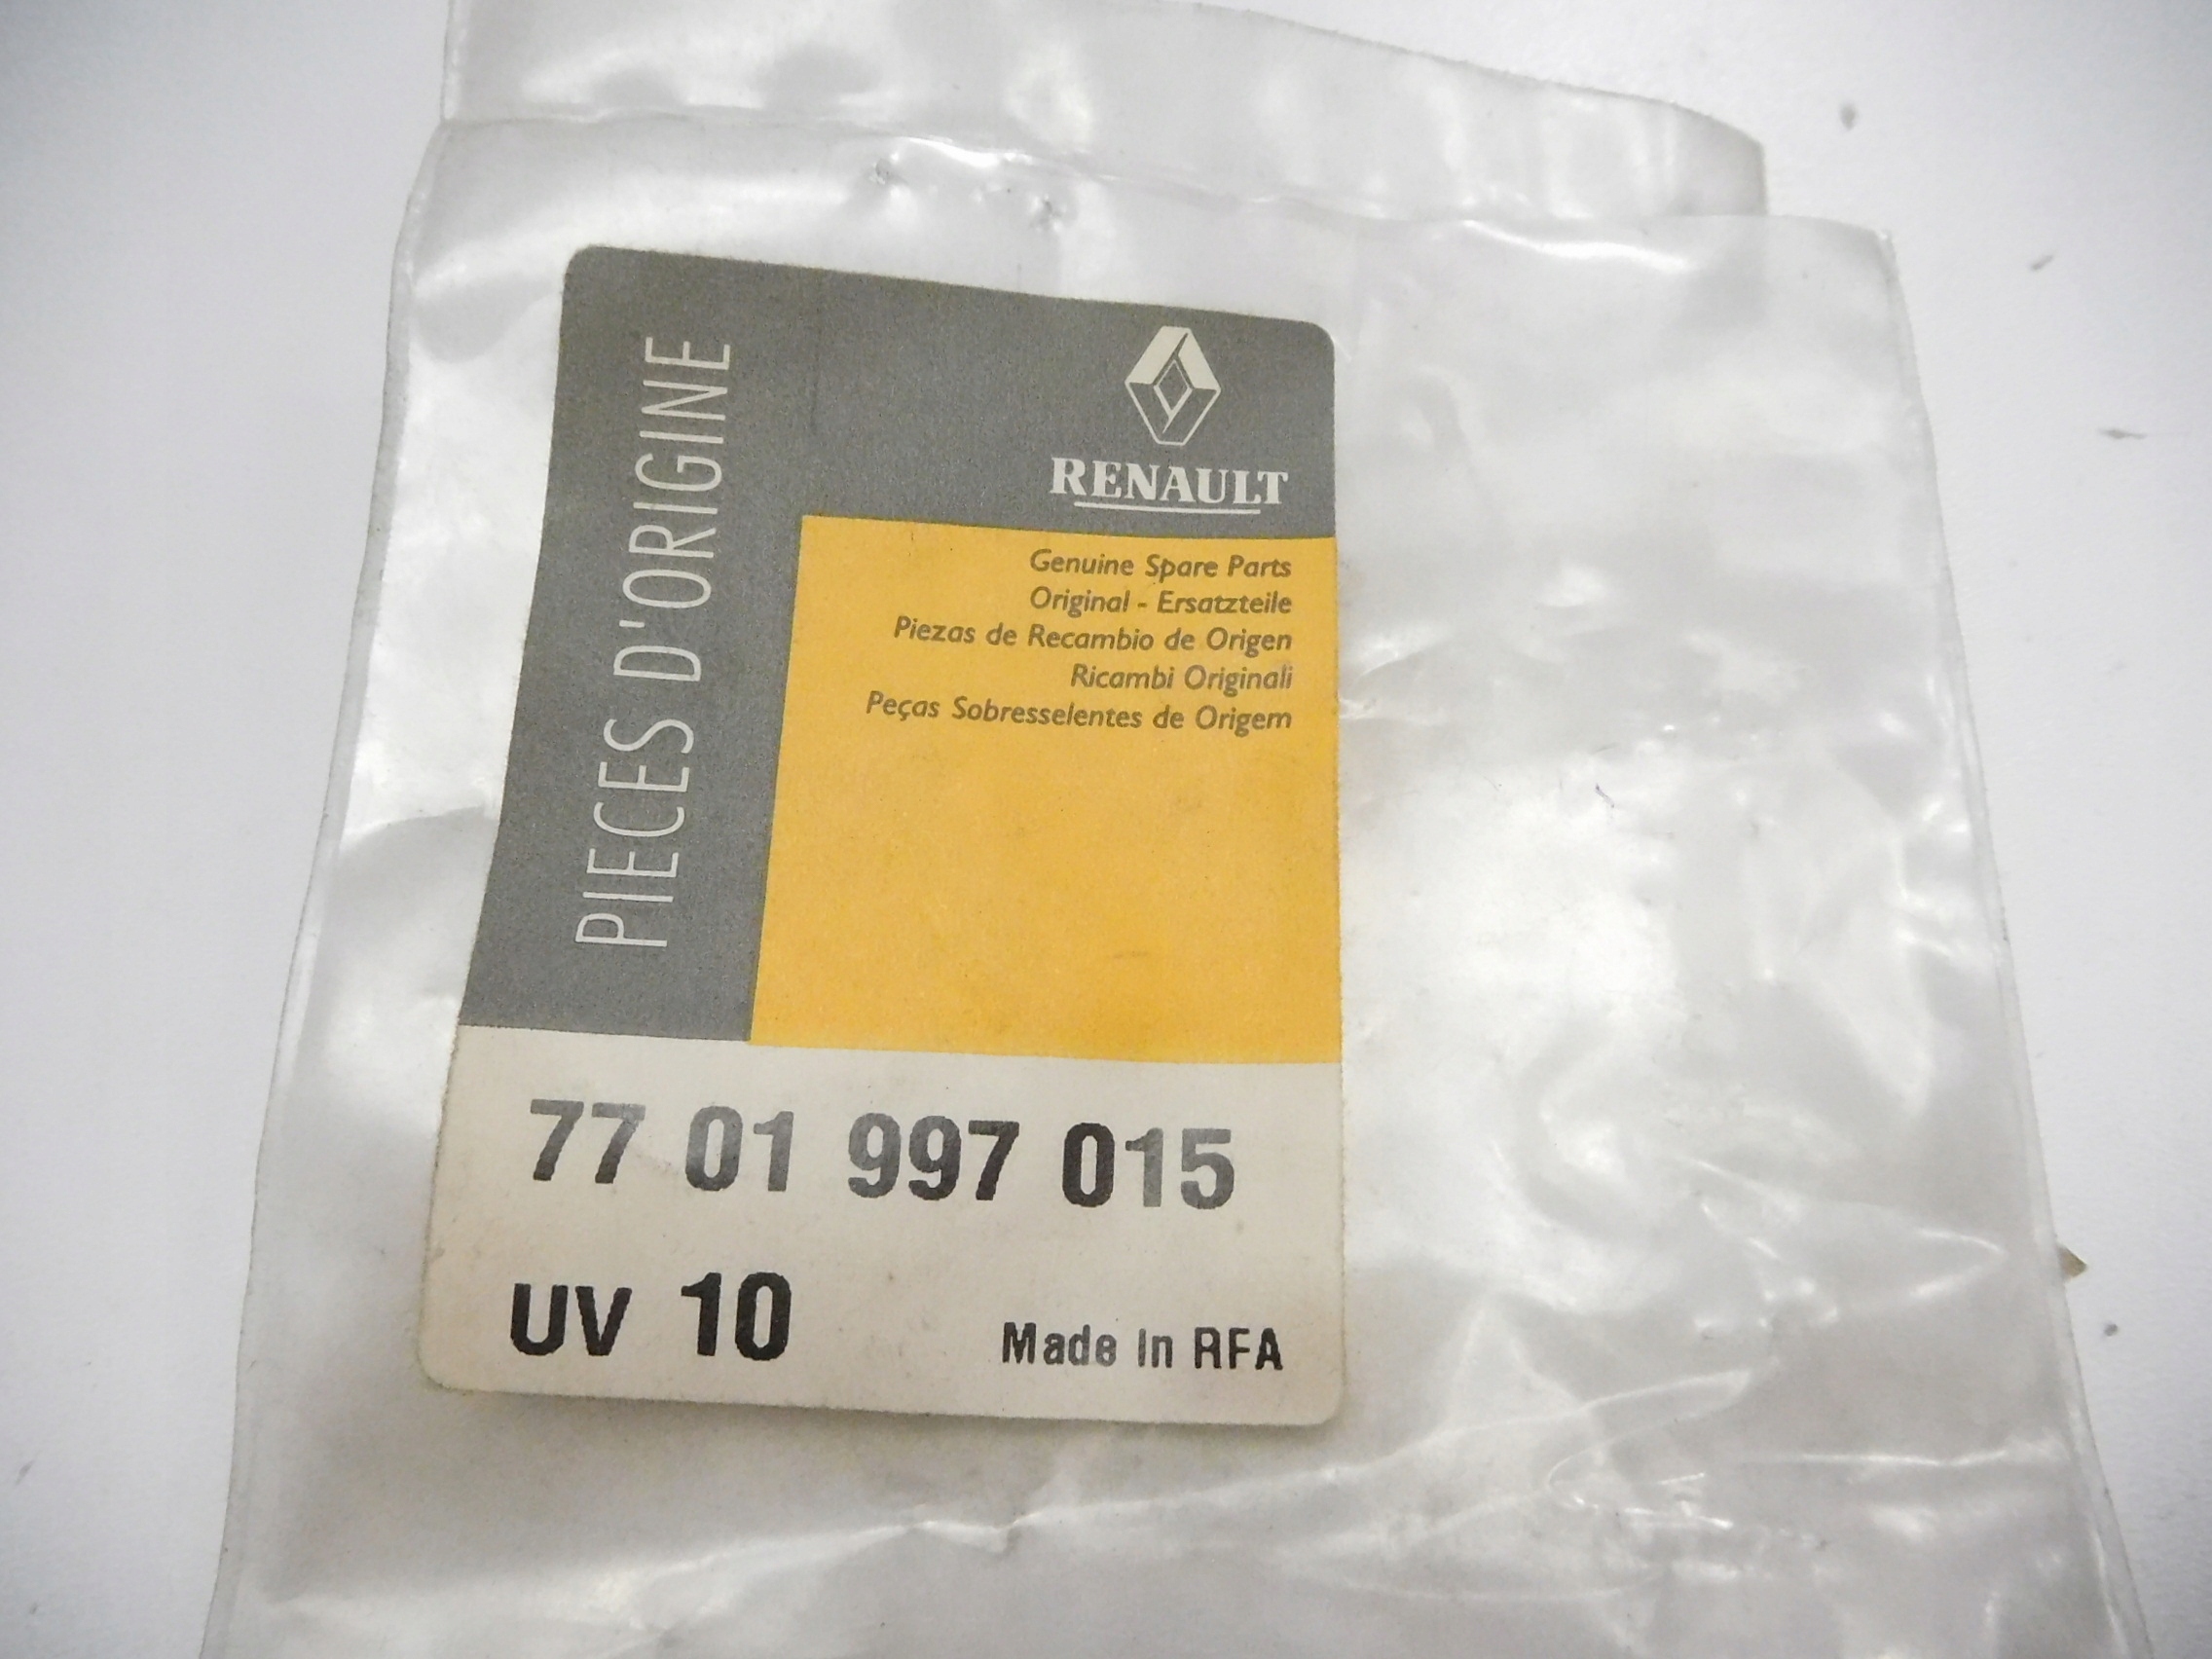 PIECES D'ORIGINE
RENAULT
Genuine Spare Parts
Original - Ersatzteile
Piezas de Recambio de Origen
Ricambi Originali
Peças Sobresselentes de Origem
77 01 997 015
UV 10
Made in RFA